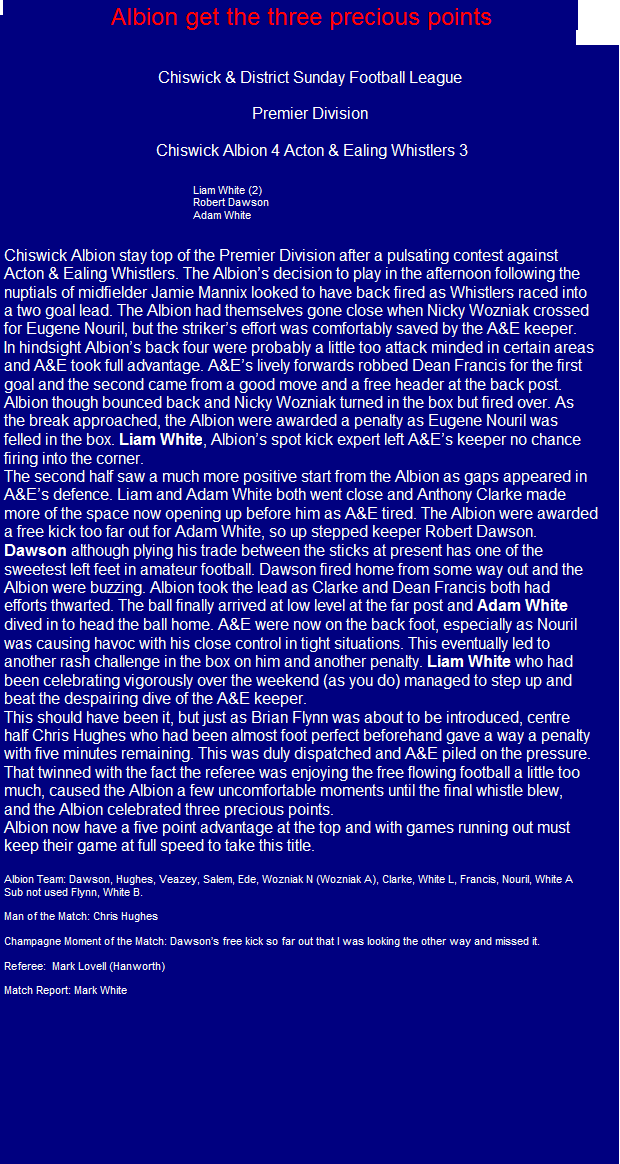 Albion get the three precious points
Chiswick & District Sunday Football League
Premier Division
Chiswick Albion 4 Acton & Ealing Whistlers 3
Liam White (2)
Robert Dawson
Adam White
Chiswick Albion stay top of the Premier Division after a pulsating contest against
Acton & Ealing Whistlers. The Albion’s decision to play in the afternoon following the
nuptials of midfielder Jamie Mannix looked to have back fired as Whistlers raced into
a two goal lead. The Albion had themselves gone close when Nicky Wozniak crossed
for Eugene Nouril, but the striker’s effort was comfortably saved by the A&E keeper.
In hindsight Albion’s back four were probably a little too attack minded in certain areas
and A&E took full advantage. A&E’s lively forwards robbed Dean Francis for the first
goal and the second came from a good move and a free header at the back post.
Albion though bounced back and Nicky Wozniak turned in the box but fired over. As
the break approached, the Albion were awarded a penalty as Eugene Nouril was
felled in the box. Liam White, Albion’s spot kick expert left A&E’s keeper no chance
firing into the corner.
The second half saw a much more positive start from the Albion as gaps appeared in
A&E’s defence. Liam and Adam White both went close and Anthony Clarke made
more of the space now opening up before him as A&E tired. The Albion were awarded
a free kick too far out for Adam White, so up stepped keeper Robert Dawson.
Dawson although plying his trade between the sticks at present has one of the
sweetest left feet in amateur football. Dawson fired home from some way out and the
Albion were buzzing. Albion took the lead as Clarke and Dean Francis both had
efforts thwarted. The ball finally arrived at low level at the far post and Adam White
dived in to head the ball home. A&E were now on the back foot, especially as Nouril
was causing havoc with his close control in tight situations. This eventually led to
another rash challenge in the box on him and another penalty. Liam White who had
been celebrating vigorously over the weekend (as you do) managed to step up and
beat the despairing dive of the A&E keeper.
This should have been it, but just as Brian Flynn was about to be introduced, centre
half Chris Hughes who had been almost foot perfect beforehand gave a way a penalty
with five minutes remaining. This was duly dispatched and A&E piled on the pressure.
That twinned with the fact the referee was enjoying the free flowing football a little too
much, caused the Albion a few uncomfortable moments until the final whistle blew,
and the Albion celebrated three precious points.
Albion now have a five point advantage at the top and with games running out must
keep their game at full speed to take this title.
Albion Team: Dawson, Hughes, Veazey, Salem, Ede, Wozniak N (Wozniak A), Clarke, White L, Francis, Nouril, White A
Sub not used Flynn, White B.
Man of the Match: Chris Hughes
Champagne Moment of the Match: Dawson's free kick so far out that I was looking the other way and missed it.
Referee: Mark Lovell (Hanworth)
Match Report: Mark White